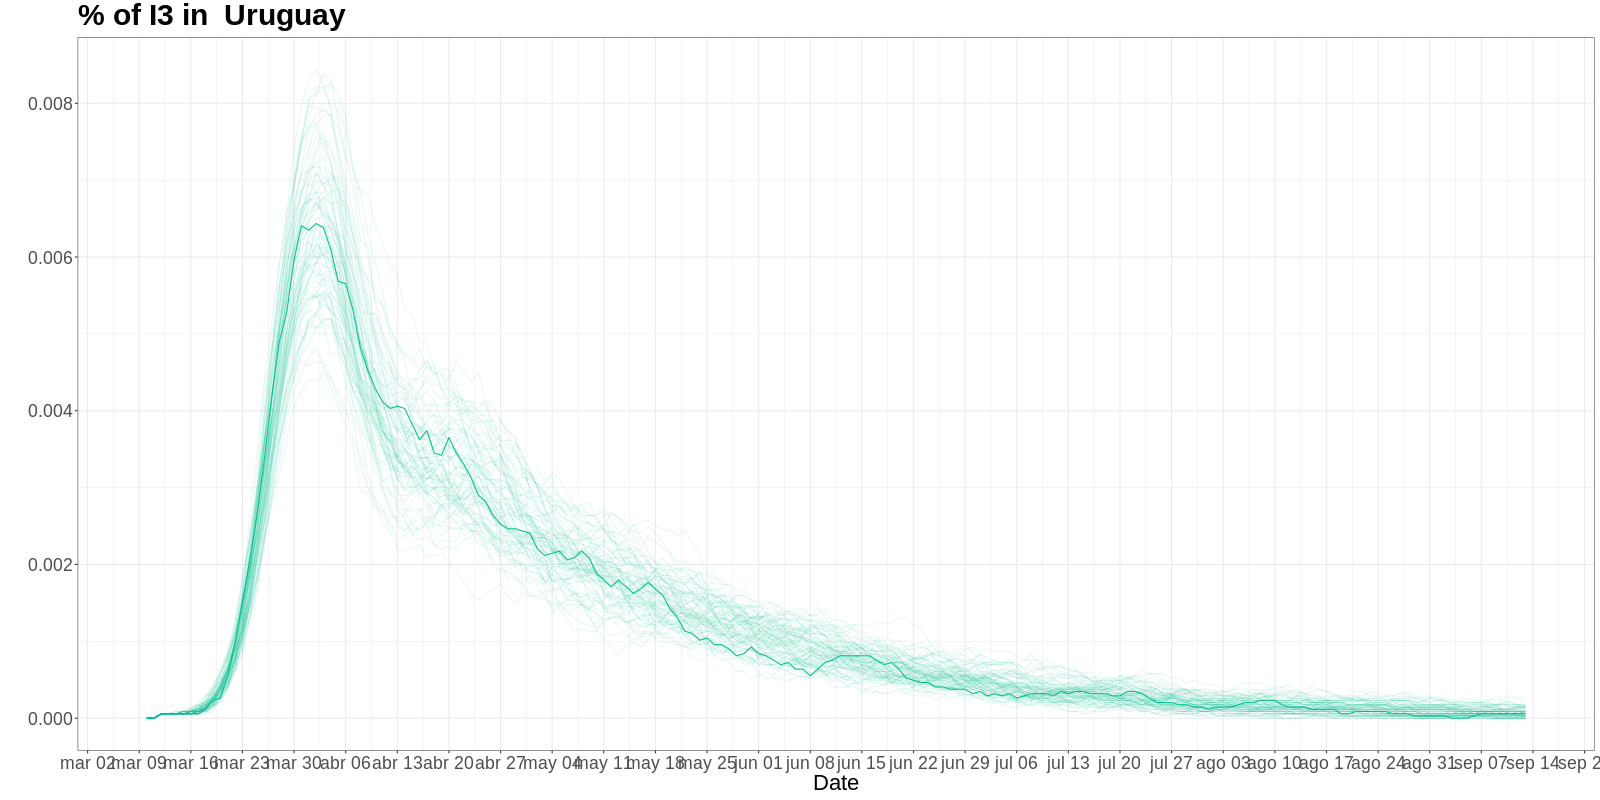 % of I3 in  Uruguay
0.008
0.006
0.004
0.002
0.000
mar 02 mar 09 mar 16 mar 23 mar 30 abr 06 abr 13 abr 20 abr 27 may 04 may 11 may 18 may 25 jun 01 jun 08 jun 15 jun 22 jun 29 jul 06 jul 13 jul 20 jul 27 ago 03 ago 10 ago 17 ago 24 ago 31 sep 07 sep 14 sep 2
Date